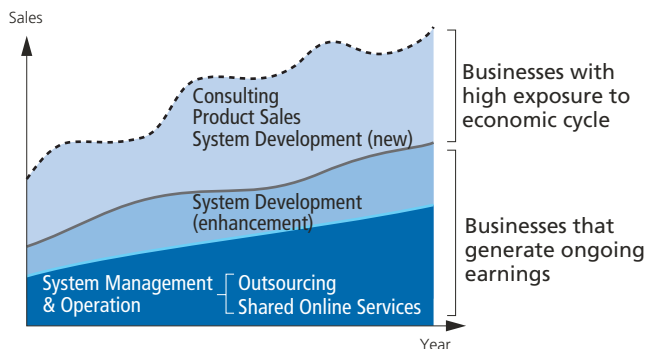 Sales
Consulting
Product Sales
System Development (new)
Businesses with
high exposure to
economic cycle
System Development
(enhancement)
Businesses that
generate ongoing
earnings
System Management
& Operation
Outsourcing
Shared Online Services
Year